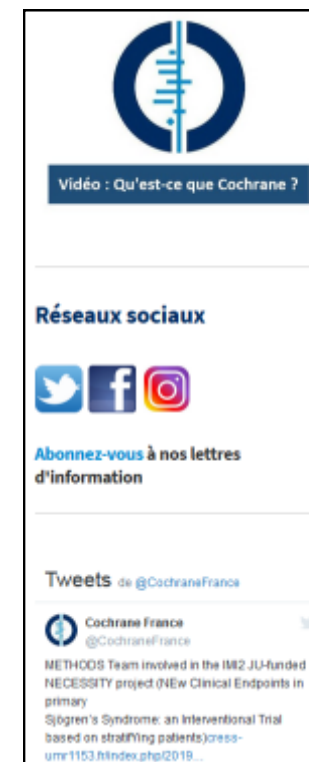 Vidéo : Qu'est-ce que Cochrane ?
Réseaux sociaux
Abonnez-vous à nos lettres
d'information
Tweets de @CochraneFrance
Cochrane France
@CochraneFrance
METHODS Team involved in the IMI2 JU-funded
NECESSITY project (NEw Clinical Endpoints in
primary
Sjögren's Syndrome: an Interventional Trial
based on stratifYing patients)cress-
umr1153.fr/index.php/2019...